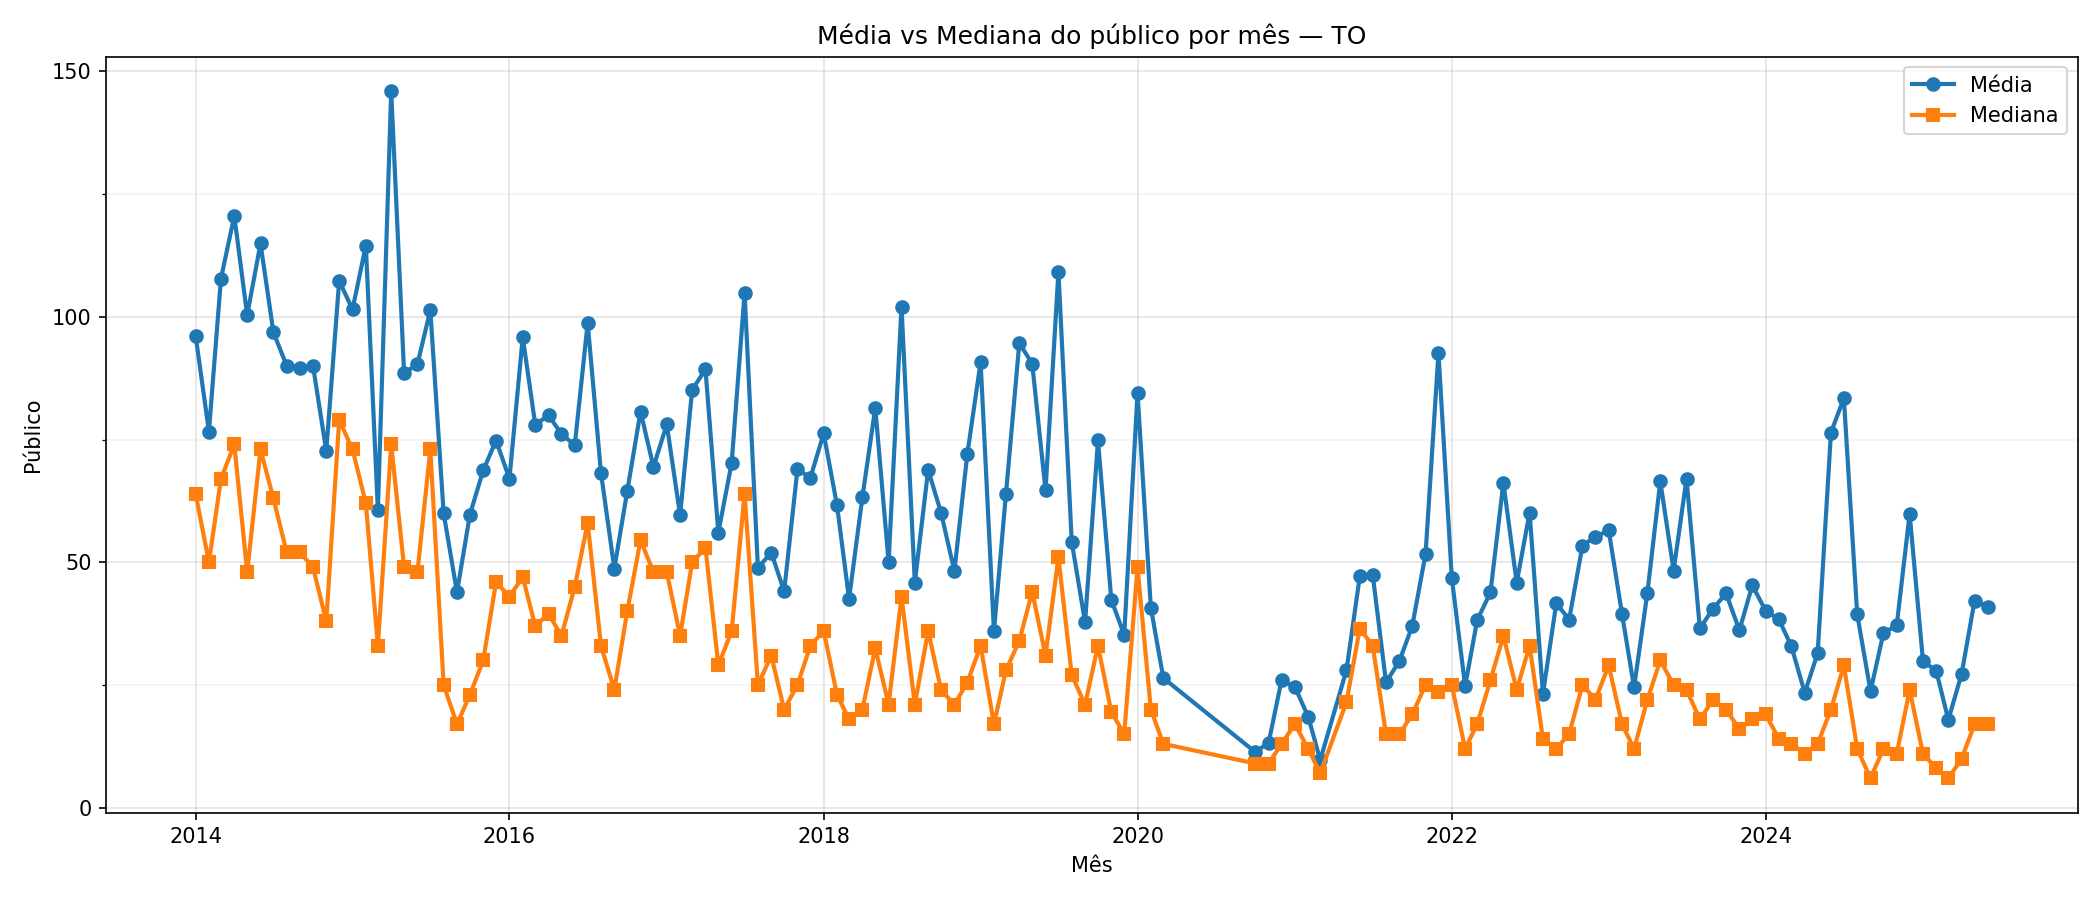 Média vs Mediana do público por mês — TO
Média
Mediana
Público
150
100
50
0
2014
2016
2018
2020
2022
2024
Mês